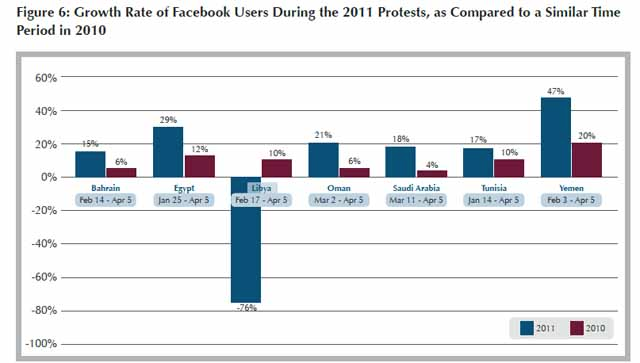 Figure 6: Growth Rate of Facebook Users During the 2011 Protests, as Compared to a Similar Time
Period in 2010
60%
40%
20%
0%
-20%
-40%
-60%
-80%
-100%
15%
6%
29%
12%
-76%
10%
21%
6%
18%
4%
17%
10%
47%
20%
Bahrain
Feb 14 - Apr 5
Egypt
Jan 25 - Apr 5
Libya
Feb 17 - Apr 5
Oman
Mar 2 - Apr 5
Saudi Arabia
Mar 11 - Apr 5
Tunisia
Jan 14 - Apr 5
Yemen
Feb 3 - Apr 5
2011
2010